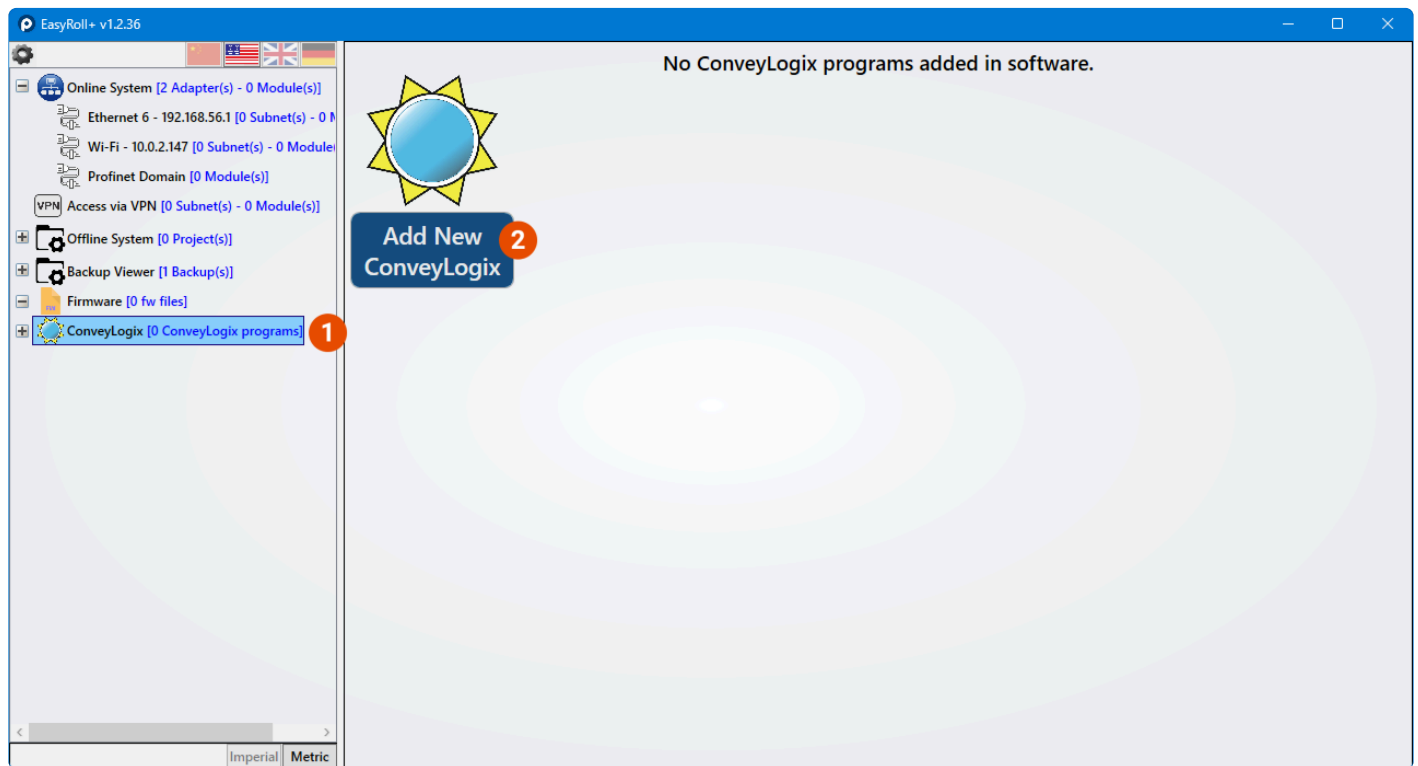 EasyRoll+ v1.2.36
No ConveyLogix programs added in software.
Online System [2 Adapter(s) - 0 Module(s)]
Ethernet 6 - 192.168.56.1 [0 Subnet(s) - 0 M
Wi-Fi - 10.0.2.147 [0 Subnet(s) - 0 Module(
Profinet Domain [0 Module(s)]
VPN Access via VPN [0 Subnet(s) - 0 Module(s)]
Offline System [0 Project(s)]
Backup Viewer [1 Backup(s)]
Firmware [0 fw files]
ConveyLogix [0 ConveyLogix programs] 1
Add New
ConveyLogix
2
Imperial Metric